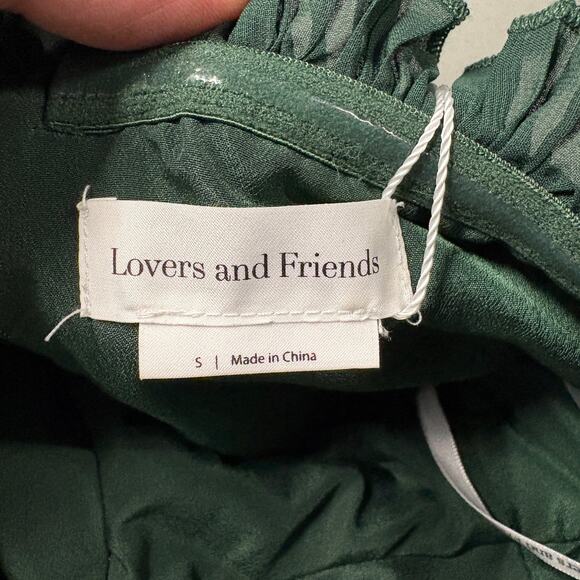 Lovers and Friends
S | Made in China